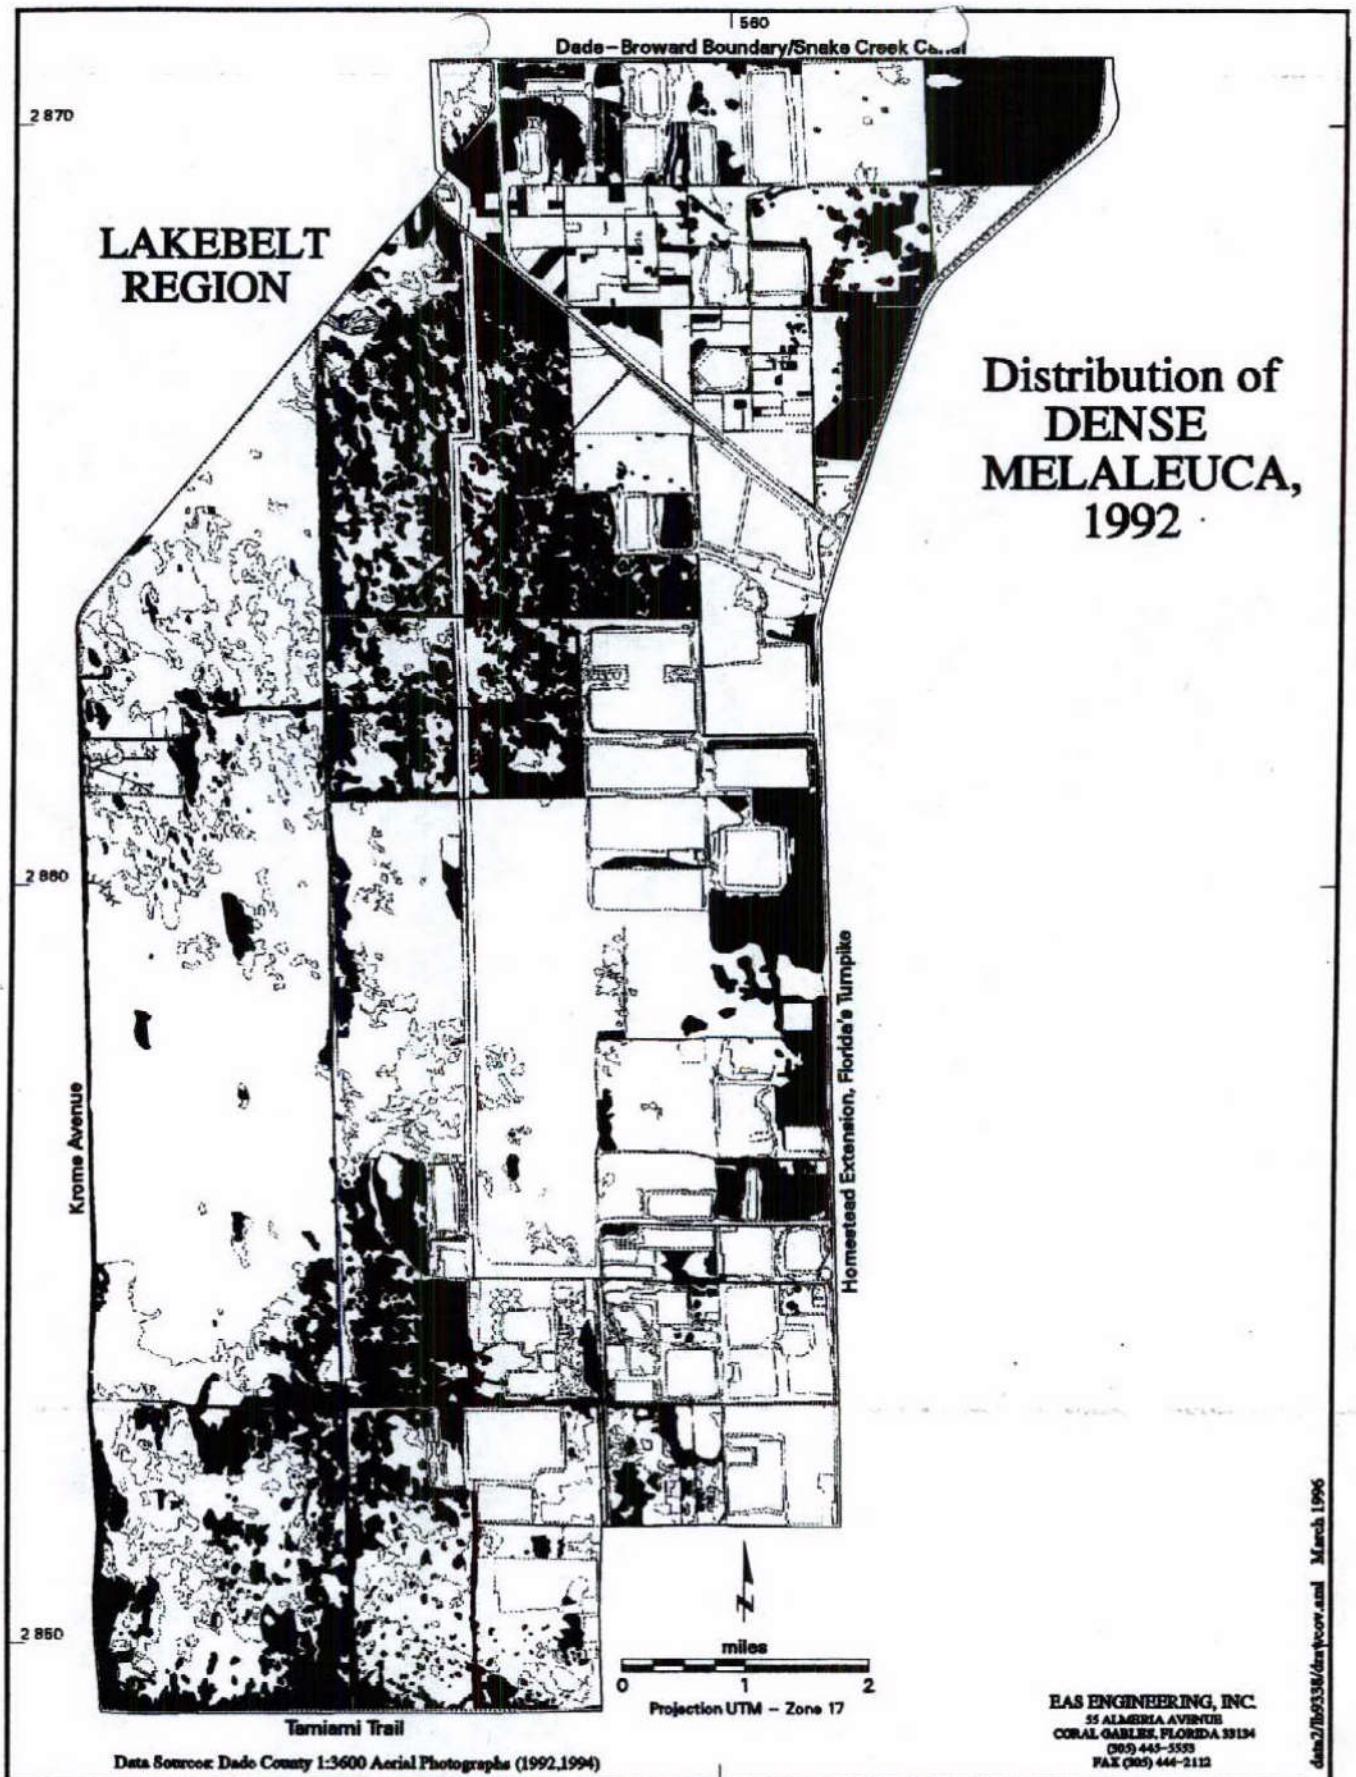 560
Dade-Broward Boundary/Snake Creek Canal
2 870
LAKEBELT
REGION
Distribution of
DENSE
MELALEUCA,
1992
2 860
Krome Avenue
Homestead Extension, Florida's Turnpike
2 850
N
miles
0 1 2
Projection UTM - Zone 17
Tamiami Trail
Data Sources: Dade County 1:3600 Aerial Photographs (1992,1994)
EAS ENGINEERING, INC.
55 ALMERIA AVENUE
CORAL GABLES, FLORIDA 33134
(305) 445-5553
FAX (305) 444-2112
March 1996